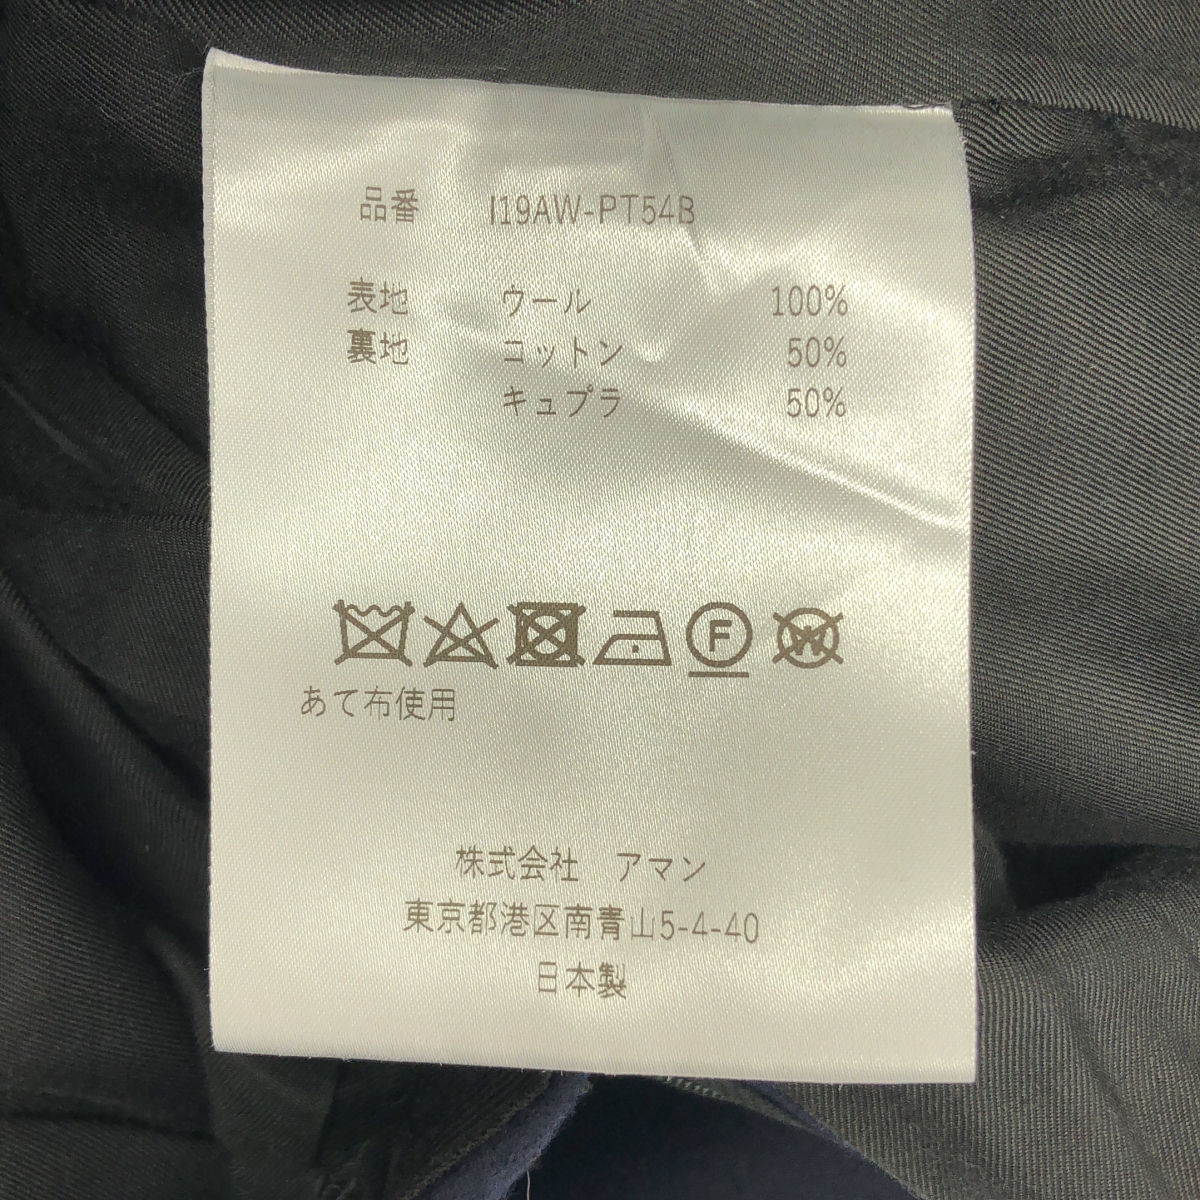 品番 I19AW-PT54B
表地 ウール 100%
裏地 コットン 50%
キュプラ 50%
F W
あて布使用
株式会社 アマン
東京都港区南青山5-4-40
日本製